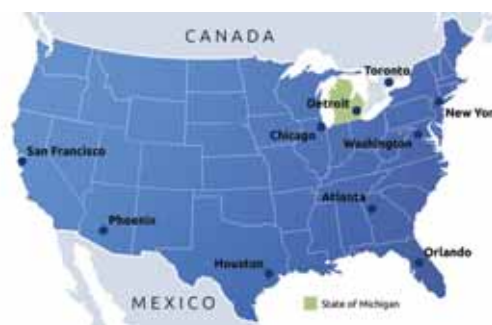 CANADA
Toronto
Detroit
New York
Chicago
Washington
San Francisco
Atlanta
Phoenix
Orlando
Houston
MEXICO
State of Michigan